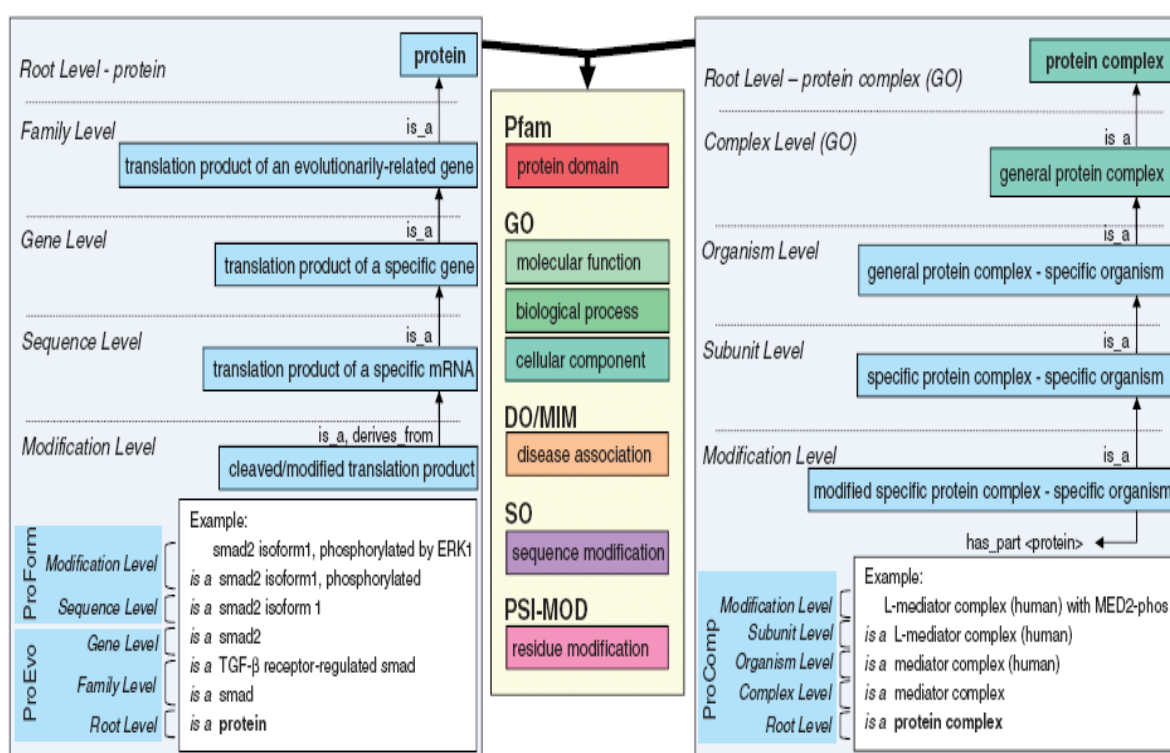 Root Level - protein
protein
Family Level
is_a
translation product of an evolutionarily-related gene
Gene Level
is_a
translation product of a specific gene
Sequence Level
is_a
translation product of a specific mRNA
Modification Level
is_a, derives_from
cleaved/modified translation product
ProForm
ProEvo
Modification Level
Sequence Level
Gene Level
Family Level
Root Level
Example:
smad2 isoform1, phosphorylated by ERK1
is a smad2 isoform1, phosphorylated
is a smad2 isoform 1
is a smad2
is a TGF-β receptor-regulated smad
is a smad
is a protein
Pfam
protein domain
GO
molecular function
biological process
cellular component
DO/MIM
disease association
SO
sequence modification
PSI-MOD
residue modification
Root Level – protein complex (GO)
protein complex
is_a
Complex Level (GO)
general protein complex
is_a
Organism Level
general protein complex - specific organism
is_a
Subunit Level
specific protein complex - specific organism
Modification Level
is_a
modified specific protein complex - specific organism
has_part <protein>
ProComp
Modification Level
Subunit Level
Organism Level
Complex Level
Root Level
Example:
L-mediator complex (human) with MED2-phos
is a L-mediator complex (human)
is a mediator complex (human)
is a mediator complex
is a protein complex